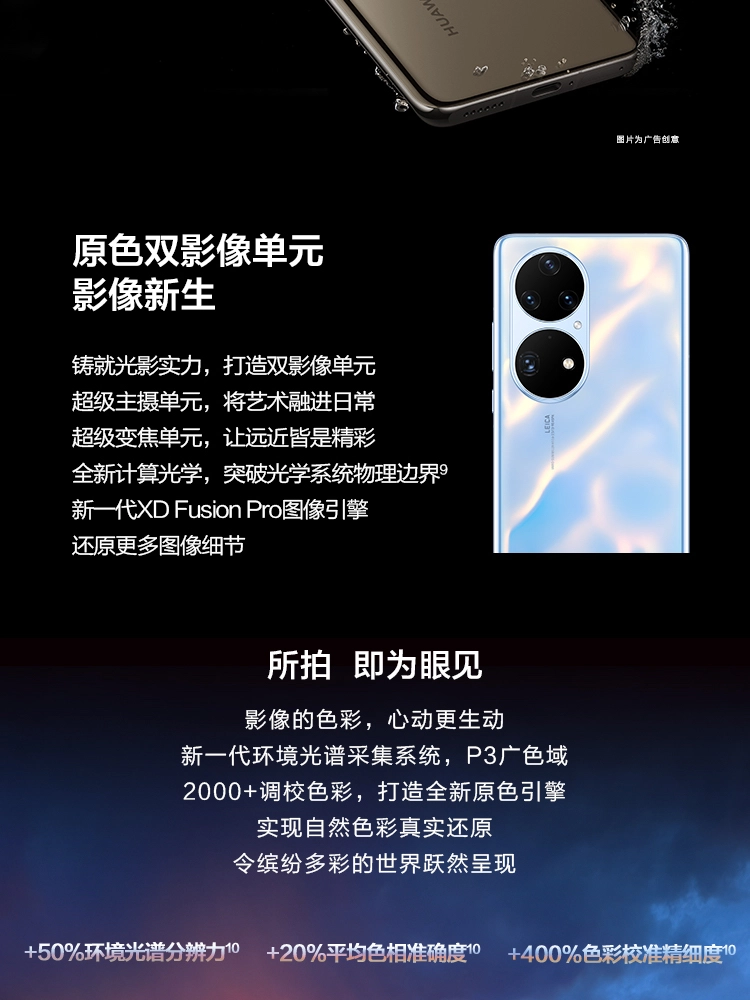 HUAW
图片为广告创意
原色双影像单元
影像新生
铸就光影实力，打造双影像单元
超级主摄单元，将艺术融进日常
超级变焦单元，让远近皆是精彩
全新计算光学，突破光学系统物理边界9
新一代XD Fusion Pro图像引擎
还原更多图像细节
LEICA
所拍 即为眼见
影像的色彩，心动更生动
新一代环境光谱采集系统，P3广色域
2000+调校色彩，打造全新原色引擎
实现自然色彩真实还原
令缤纷多彩的世界跃然呈现
+50%环境光谱分辨力10 +20%平均色相准确度10 +400%色彩校准精细度10